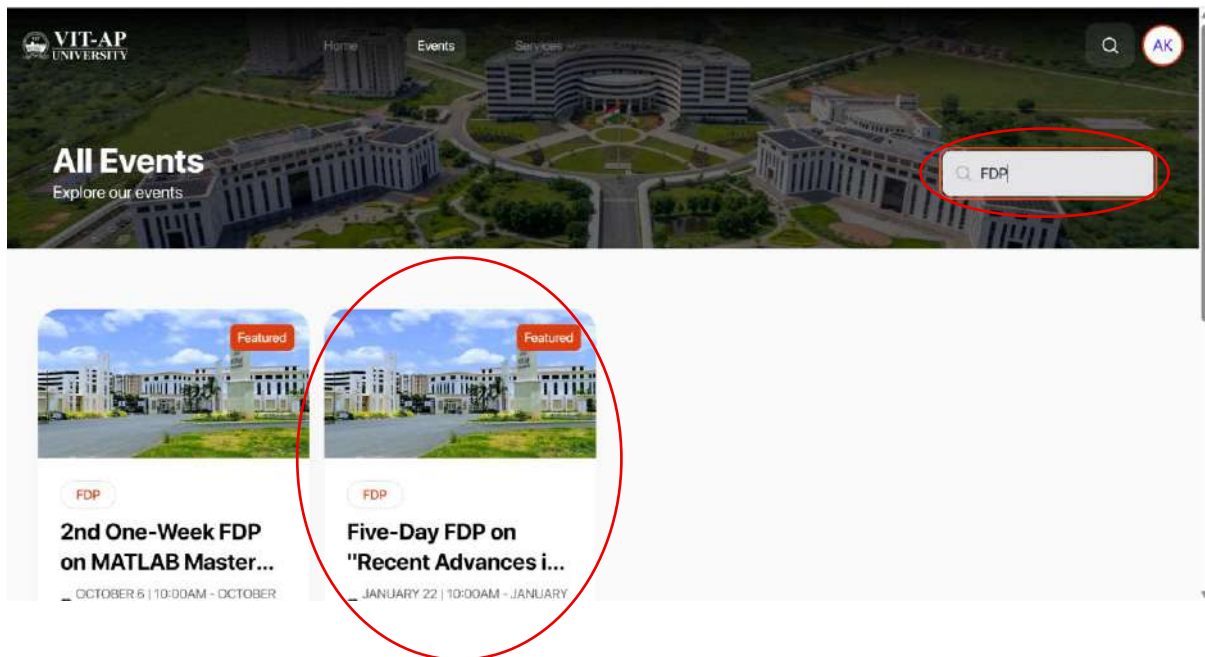 VIT-AP
UNIVERSITY
Home Events Services
AK
All Events
Explore our events
FDP
Featured
Featured
FDP
2nd One-Week FDP
on MATLAB Master...
OCTOBER 6 | 10:00AM - OCTOBER
FDP
Five-Day FDP on
"Recent Advances i...
JANUARY 22 | 10:00AM - JANUARY